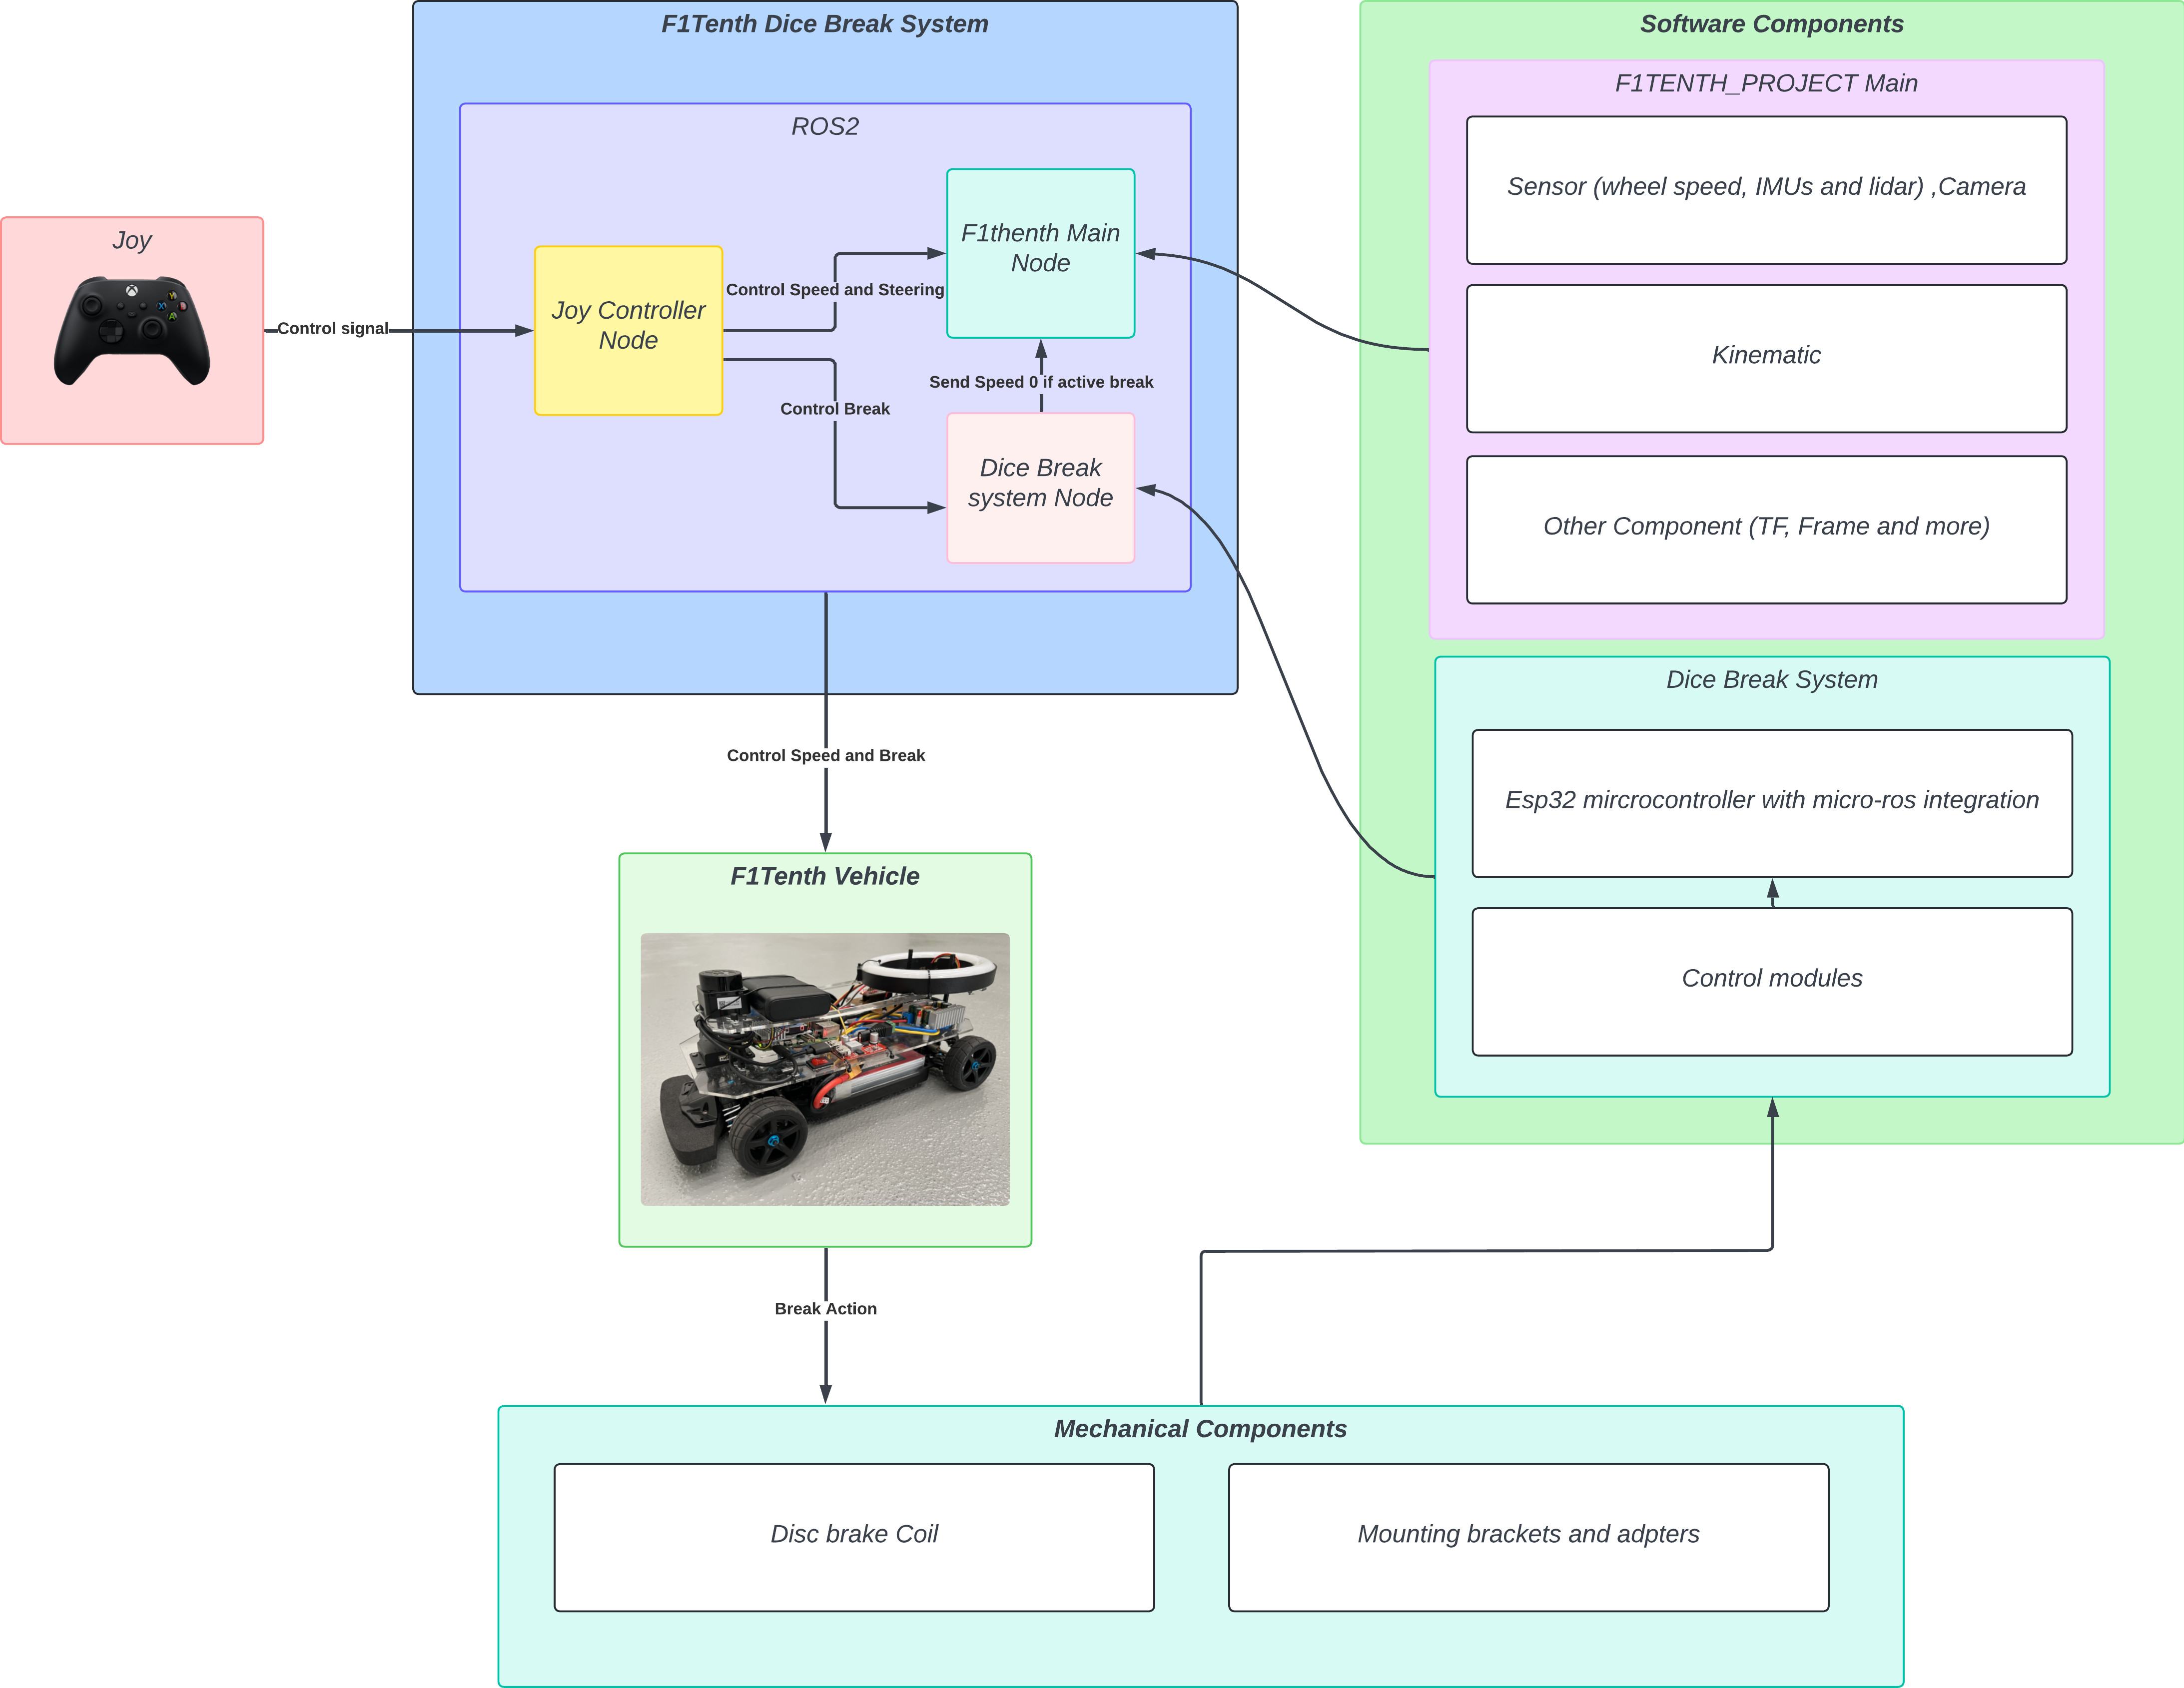 F1Tenth Dice Break System
ROS2
Joy
Control signal
Joy Controller
Node
Control Speed and Steering
Control Break
F1thenth Main
Node
Send Speed 0 if active break
Dice Break
system Node
Software Components
F1TENTH_PROJECT Main
Sensor (wheel speed, IMUs and lidar) ,Camera
Kinematic
Other Component (TF, Frame and more)
Dice Break System
Esp32 mircrocontroller with micro-ros integration
Control modules
Control Speed and Break
F1Tenth Vehicle
Break Action
Mechanical Components
Disc brake Coil
Mounting brackets and adpters